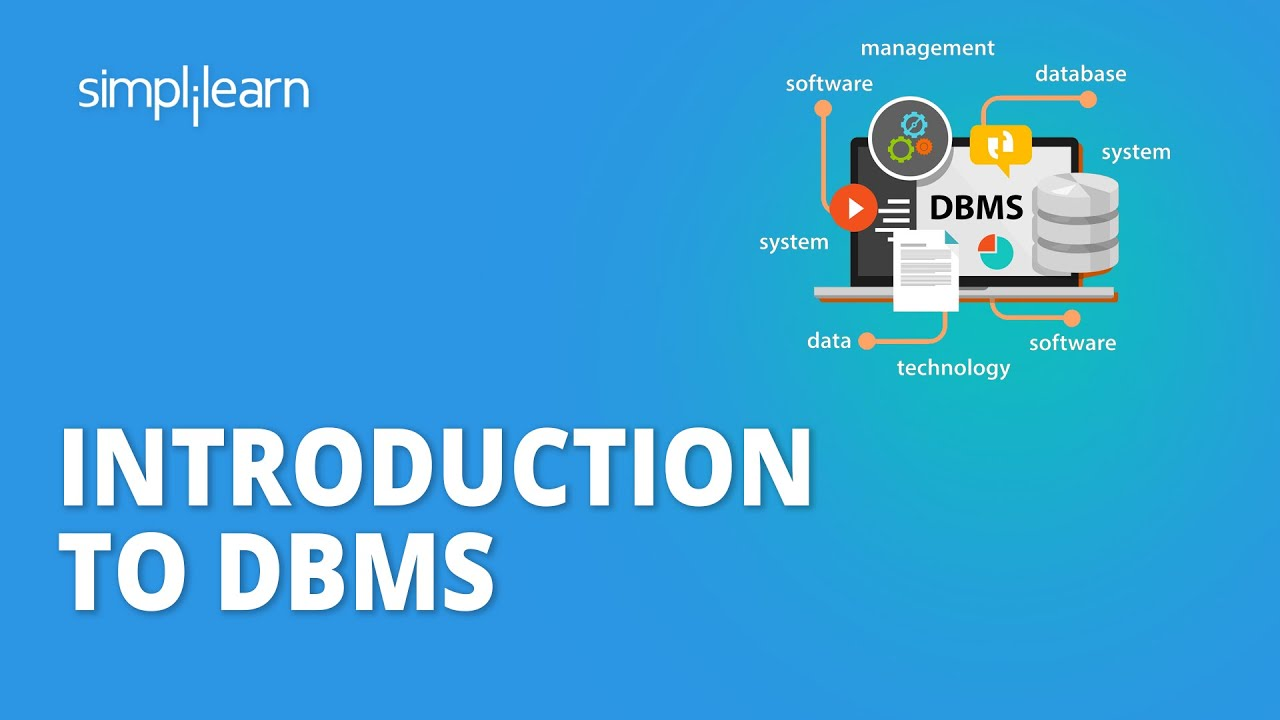 simplilearn
management
software
database
system
DBMS
system
data
software
technology
INTRODUCTION
TO DBMS